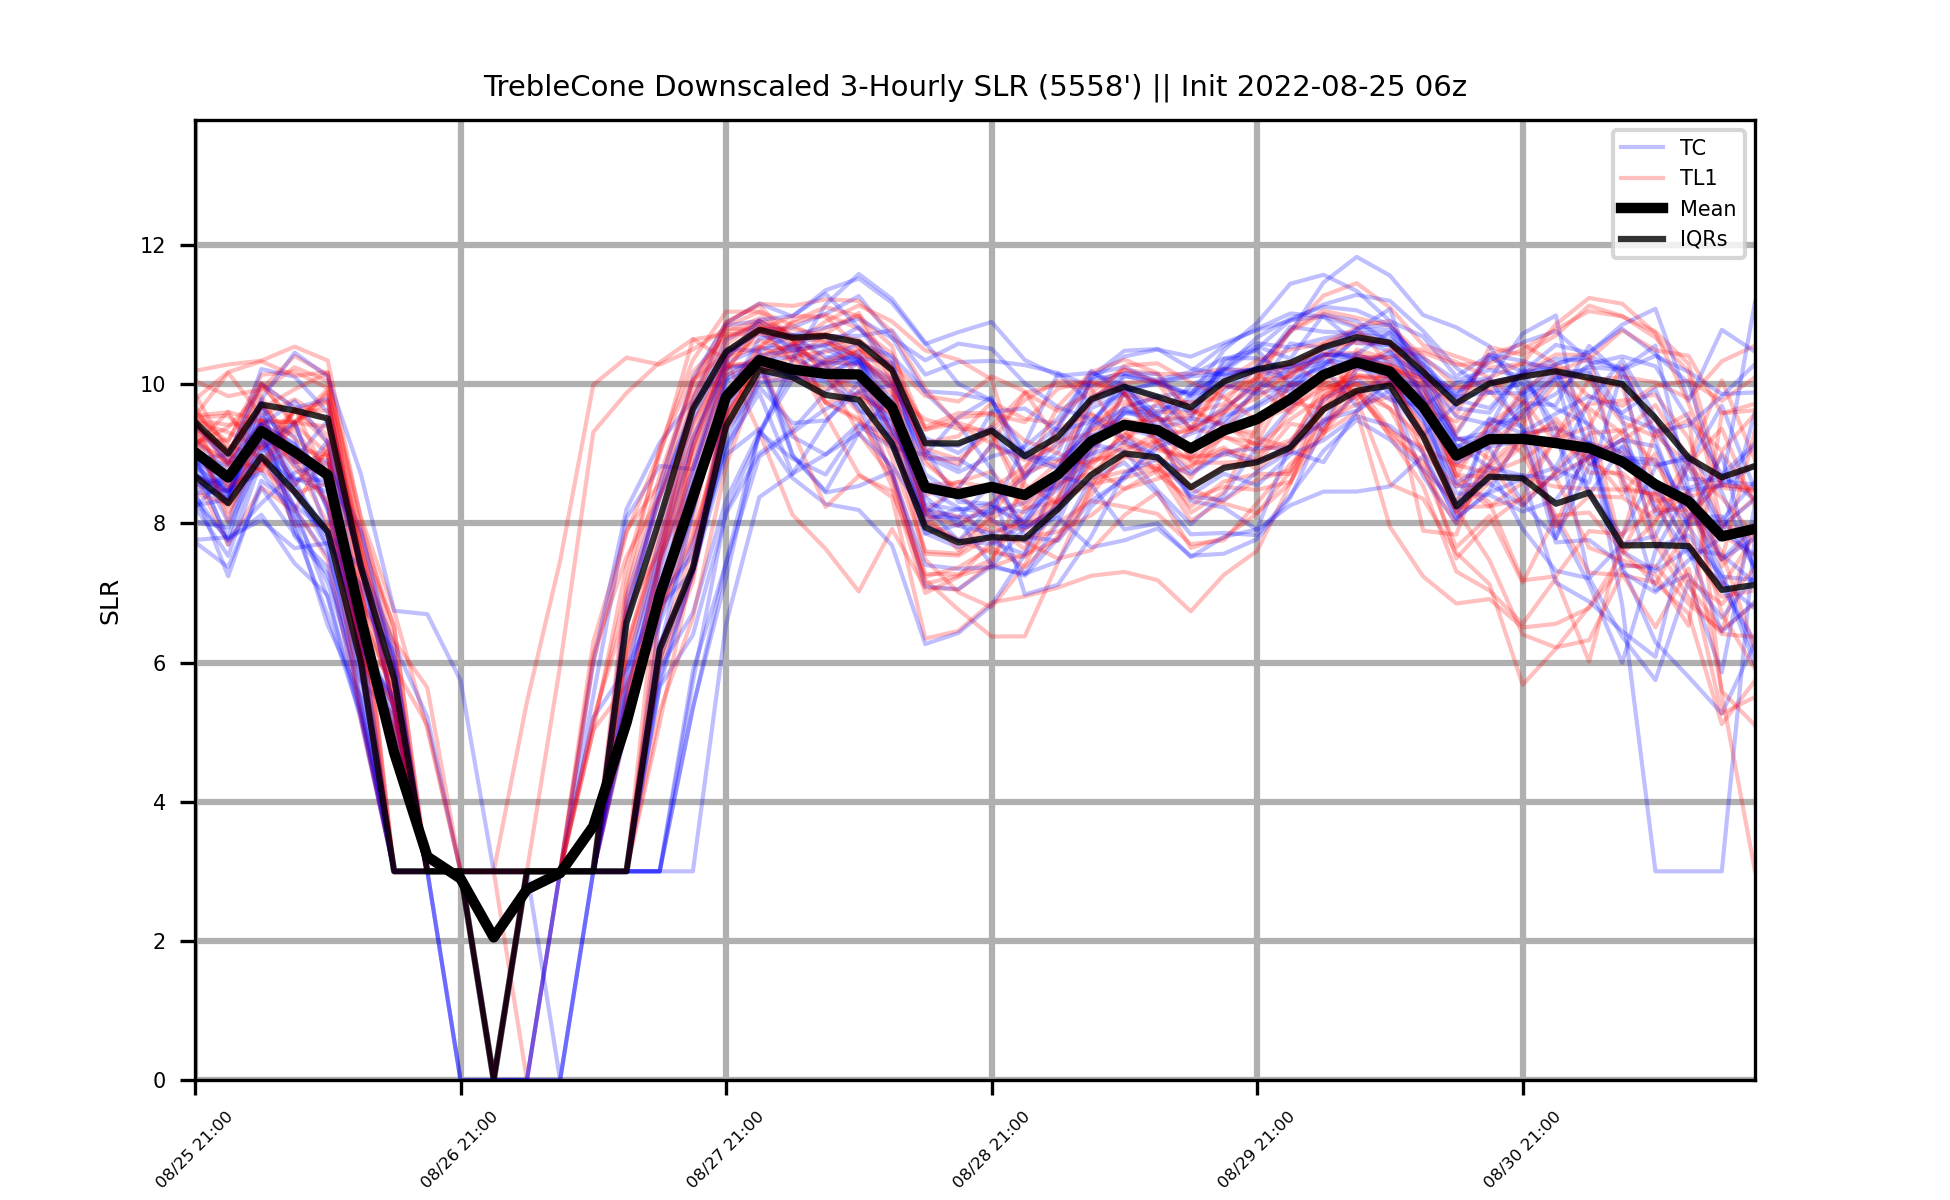 TrebleCone Downscaled 3-Hourly SLR (5558') || Init 2022-08-25 06z
TC
TL1
Mean
IQRs
SLR
12
10
8
6
4
2
0
08/25 21:00
08/26 21:00
08/27 21:00
08/28 21:00
08/29 21:00
08/30 21:00